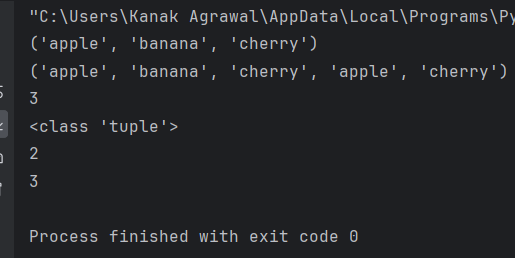 "C:\Users\Kanak Agrawal\AppData\Local\Programs\Py
('apple', 'banana', 'cherry')
('apple', 'banana', 'cherry', 'apple', 'cherry')
3
<class 'tuple'>
2
3
Process finished with exit code 0